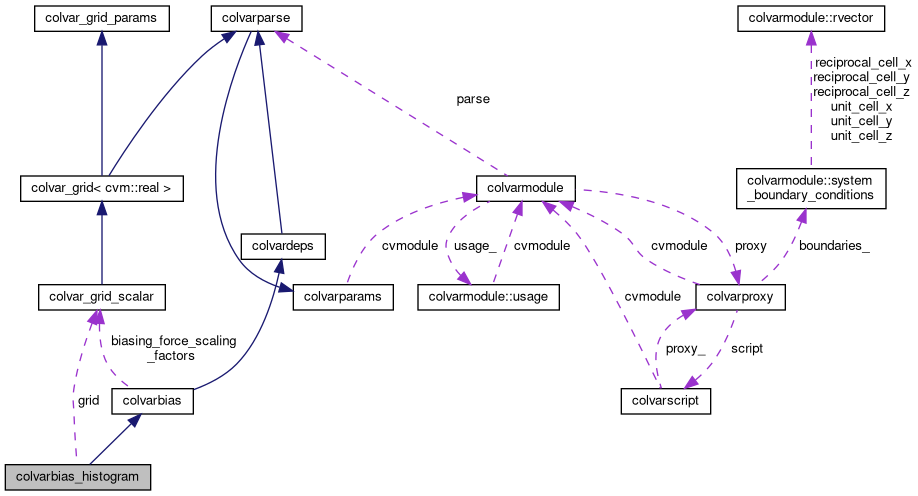 colvar_grid_params
colvarparse
colvarmodule::rvector
reciprocal_cell_x
reciprocal_cell_y
reciprocal_cell_z
unit_cell_x
unit_cell_y
unit_cell_z
parse
colvar_grid< cvm::real >
colvarmodule
colvarmodule::system
_boundary_conditions
colvardeps
cvmodule
usage_
cvmodule
cvmodule
proxy
boundaries_
colvar_grid_scalar
colvarparams
colvarmodule::usage
cvmodule
colvarproxy
biasing_force_scaling
_factors
proxy_
script
grid
colvarbias
colvarscript
colvarbias_histogram